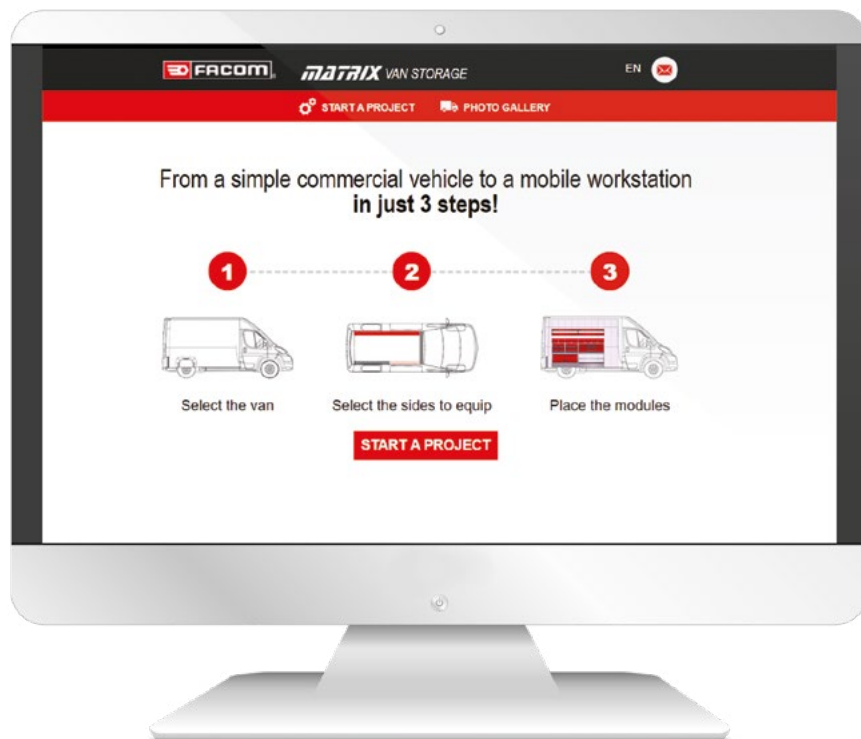 FACOM
MATRIX VAN STORAGE
EN
START A PROJECT
PHOTO GALLERY
From a simple commercial vehicle to a mobile workstation
in just 3 steps!
1
2
3
Select the van
Select the sides to equip
Place the modules
START A PROJECT